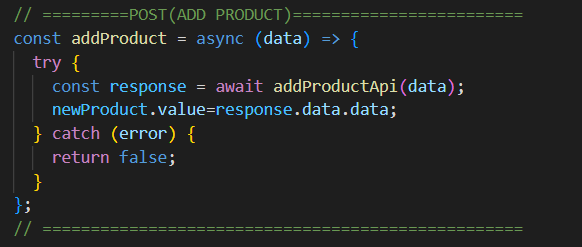 // =========POST(ADD PRODUCT)=======================
const addProduct = async (data) => {
  try {
    const response = await addProductApi(data);
    newProduct.value=response.data.data;
  } catch (error) {
    return false;
  }
};
// ================================================